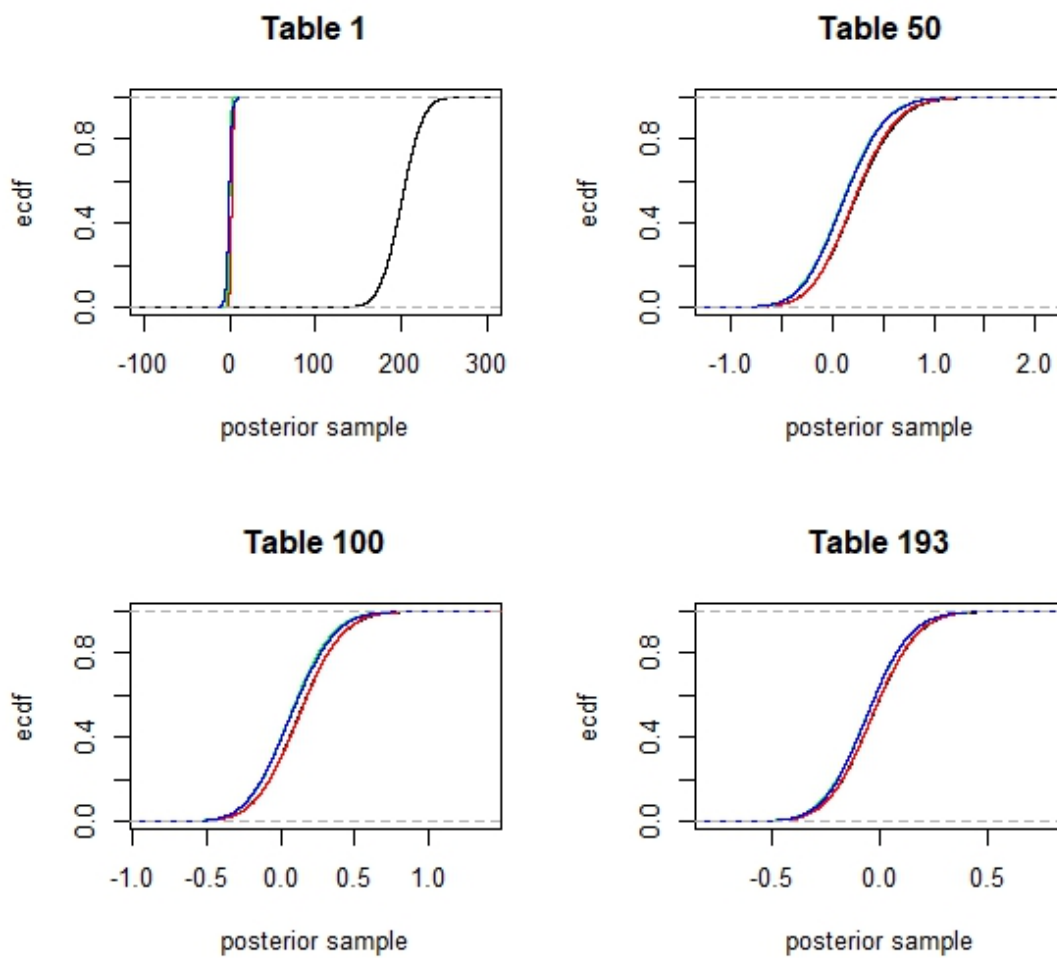 Table 1
ecdf
0.0 0.4 0.8
-100 0 100 200 300
posterior sample
Table 50
ecdf
0.0 0.4 0.8
-1.0 0.0 1.0 2.0
posterior sample
Table 100
ecdf
0.0 0.4 0.8
-1.0 -0.5 0.0 0.5 1.0
posterior sample
Table 193
ecdf
0.0 0.4 0.8
-0.5 0.0 0.5
posterior sample